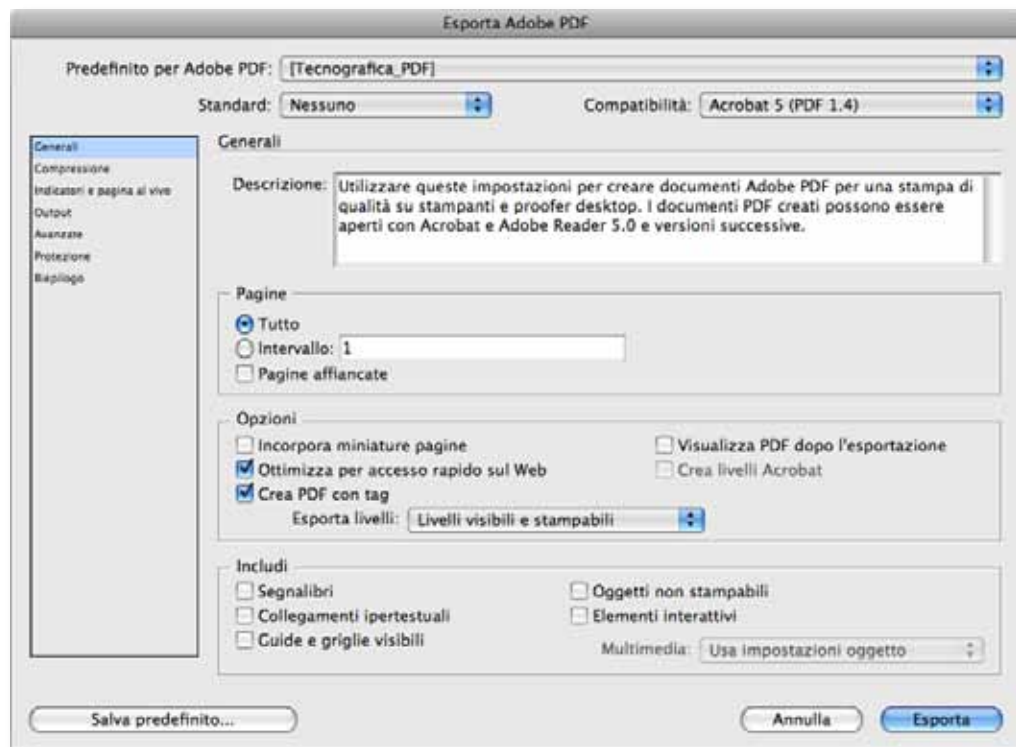 Esporta Adobe PDF
Predefinito per Adobe PDF: [Tecnografica_PDF]
Standard: Nessuno Compatibilità: Acrobat 5 (PDF 1.4)
Generali
Compressione
Indicatori e pagina al vivo
Output
Avanzate
Protezione
Riepilogo
Generali
Descrizione: Utilizzare queste impostazioni per creare documenti Adobe PDF per una stampa di
qualità su stampanti e proofer desktop. I documenti PDF creati possono essere
aperti con Acrobat e Adobe Reader 5.0 e versioni successive.
Pagine
Tutto
Intervallo: 1
Pagine affiancate
Opzioni
Incorpora miniature pagine Visualizza PDF dopo l'esportazione
Ottimizza per accesso rapido sul Web Crea livelli Acrobat
Crea PDF con tag
Esporta livelli: Livelli visibili e stampabili
Includi
Segnalibri Oggetti non stampabili
Collegamenti ipertestuali Elementi interattivi
Guide e griglie visibili
Multimedia: Usa impostazioni oggetto
Salva predefinito... Annulla Esporta